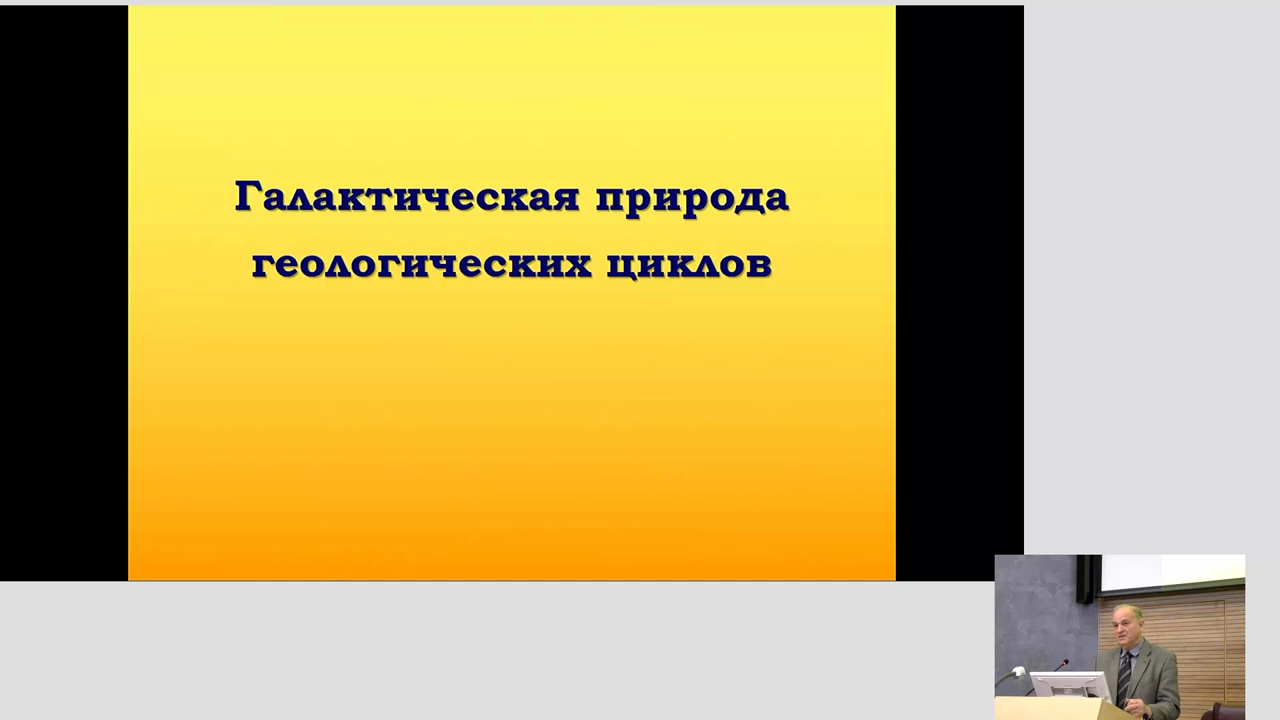 Галактическая природа
геологических циклов